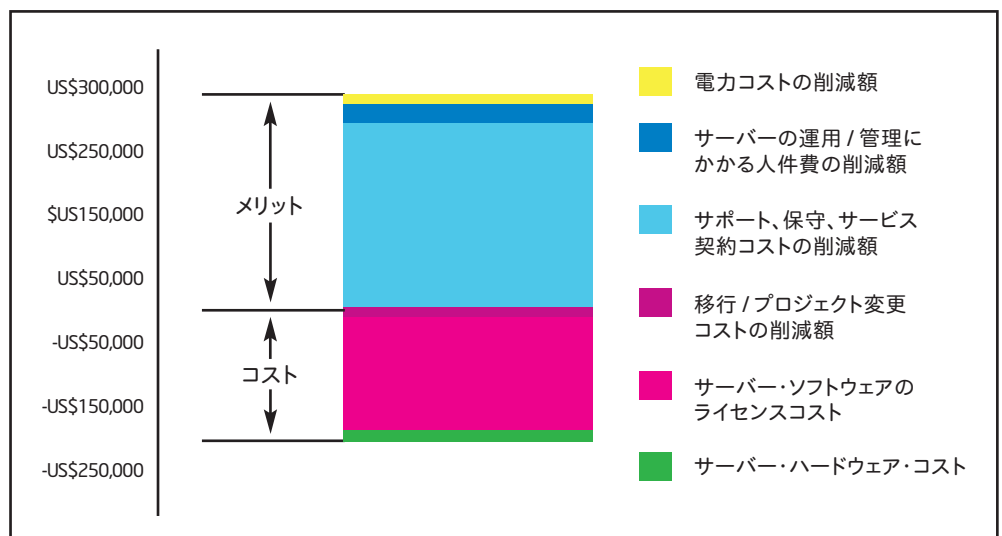 US$300,000
US$250,000
$US150,000
US$50,000
-US$50,000
-US$150,000
-US$250,000
メリット
コスト
電力コストの削減額
サーバーの運用 / 管理に
かかる人件費の削減額
サポート、保守、サービス
契約コストの削減額
移行 / プロジェクト変更
コストの削減額
サーバー・ソフトウェアの
ライセンスコスト
サーバー・ハードウェア・コスト